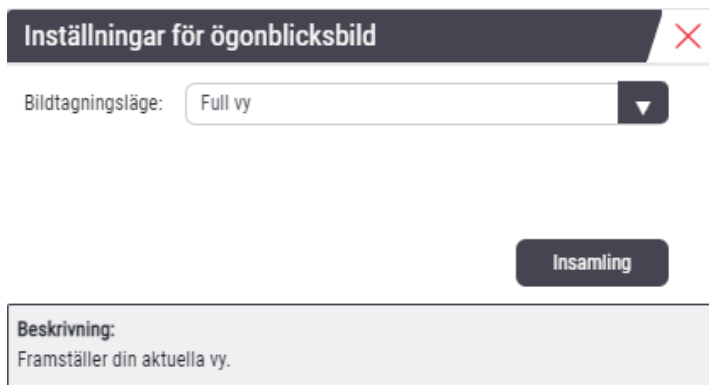 Inställningar för ögonblicksbild
Bildtagningsläge: Full vy
Insamling
Beskrivning:
Framställer din aktuella vy.